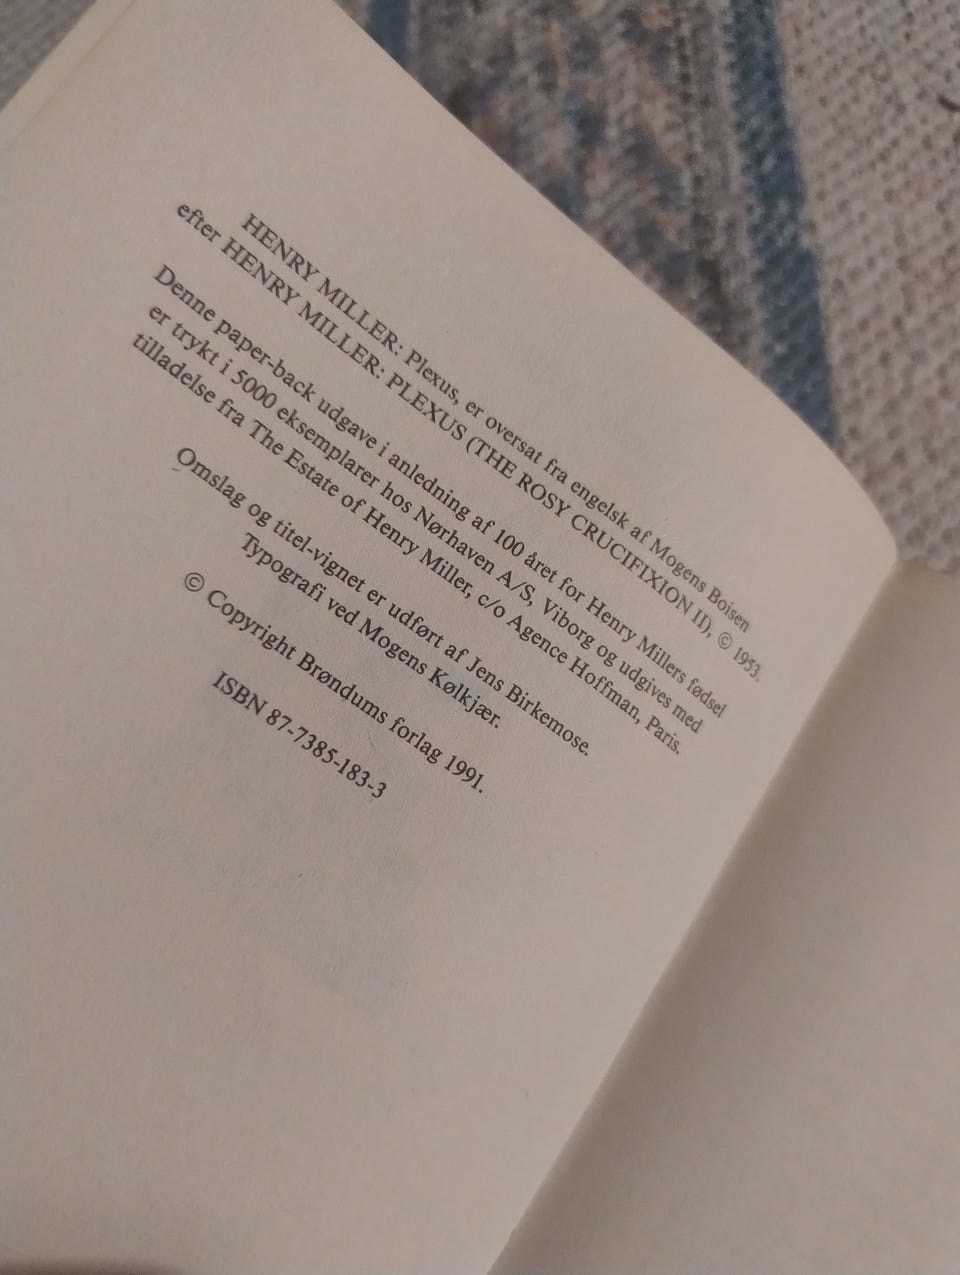 HENRY MILLER: Plexus, er oversat fra engelsk af Mogens Boisen
efter HENRY MILLER: PLEXUS (THE ROSY CRUCIFIXION II), © 1953.
Denne paper-back udgave i anledning af 100 året for Henry Millers fødsel
er trykt i 5000 eksemplarer hos Nørhaven A/S, Viborg og udgives med
tilladelse fra The Estate of Henry Miller, c/o Agence Hoffman, Paris.
Omslag og titel-vignet er udført af Jens Birkemose.
Typografi ved Mogens Kølkjær.
© Copyright Brøndums forlag 1991.
ISBN 87-7385-183-3